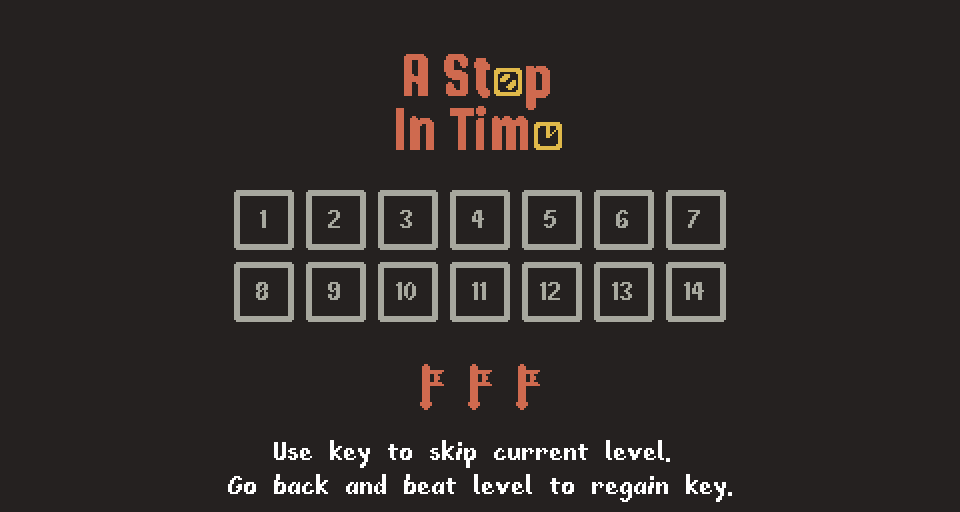 A Stop
In Time
1 2 3 4 5 6 7
8 9 10 11 12 13 14
Use key to skip current level.
Go back and beat level to regain key.